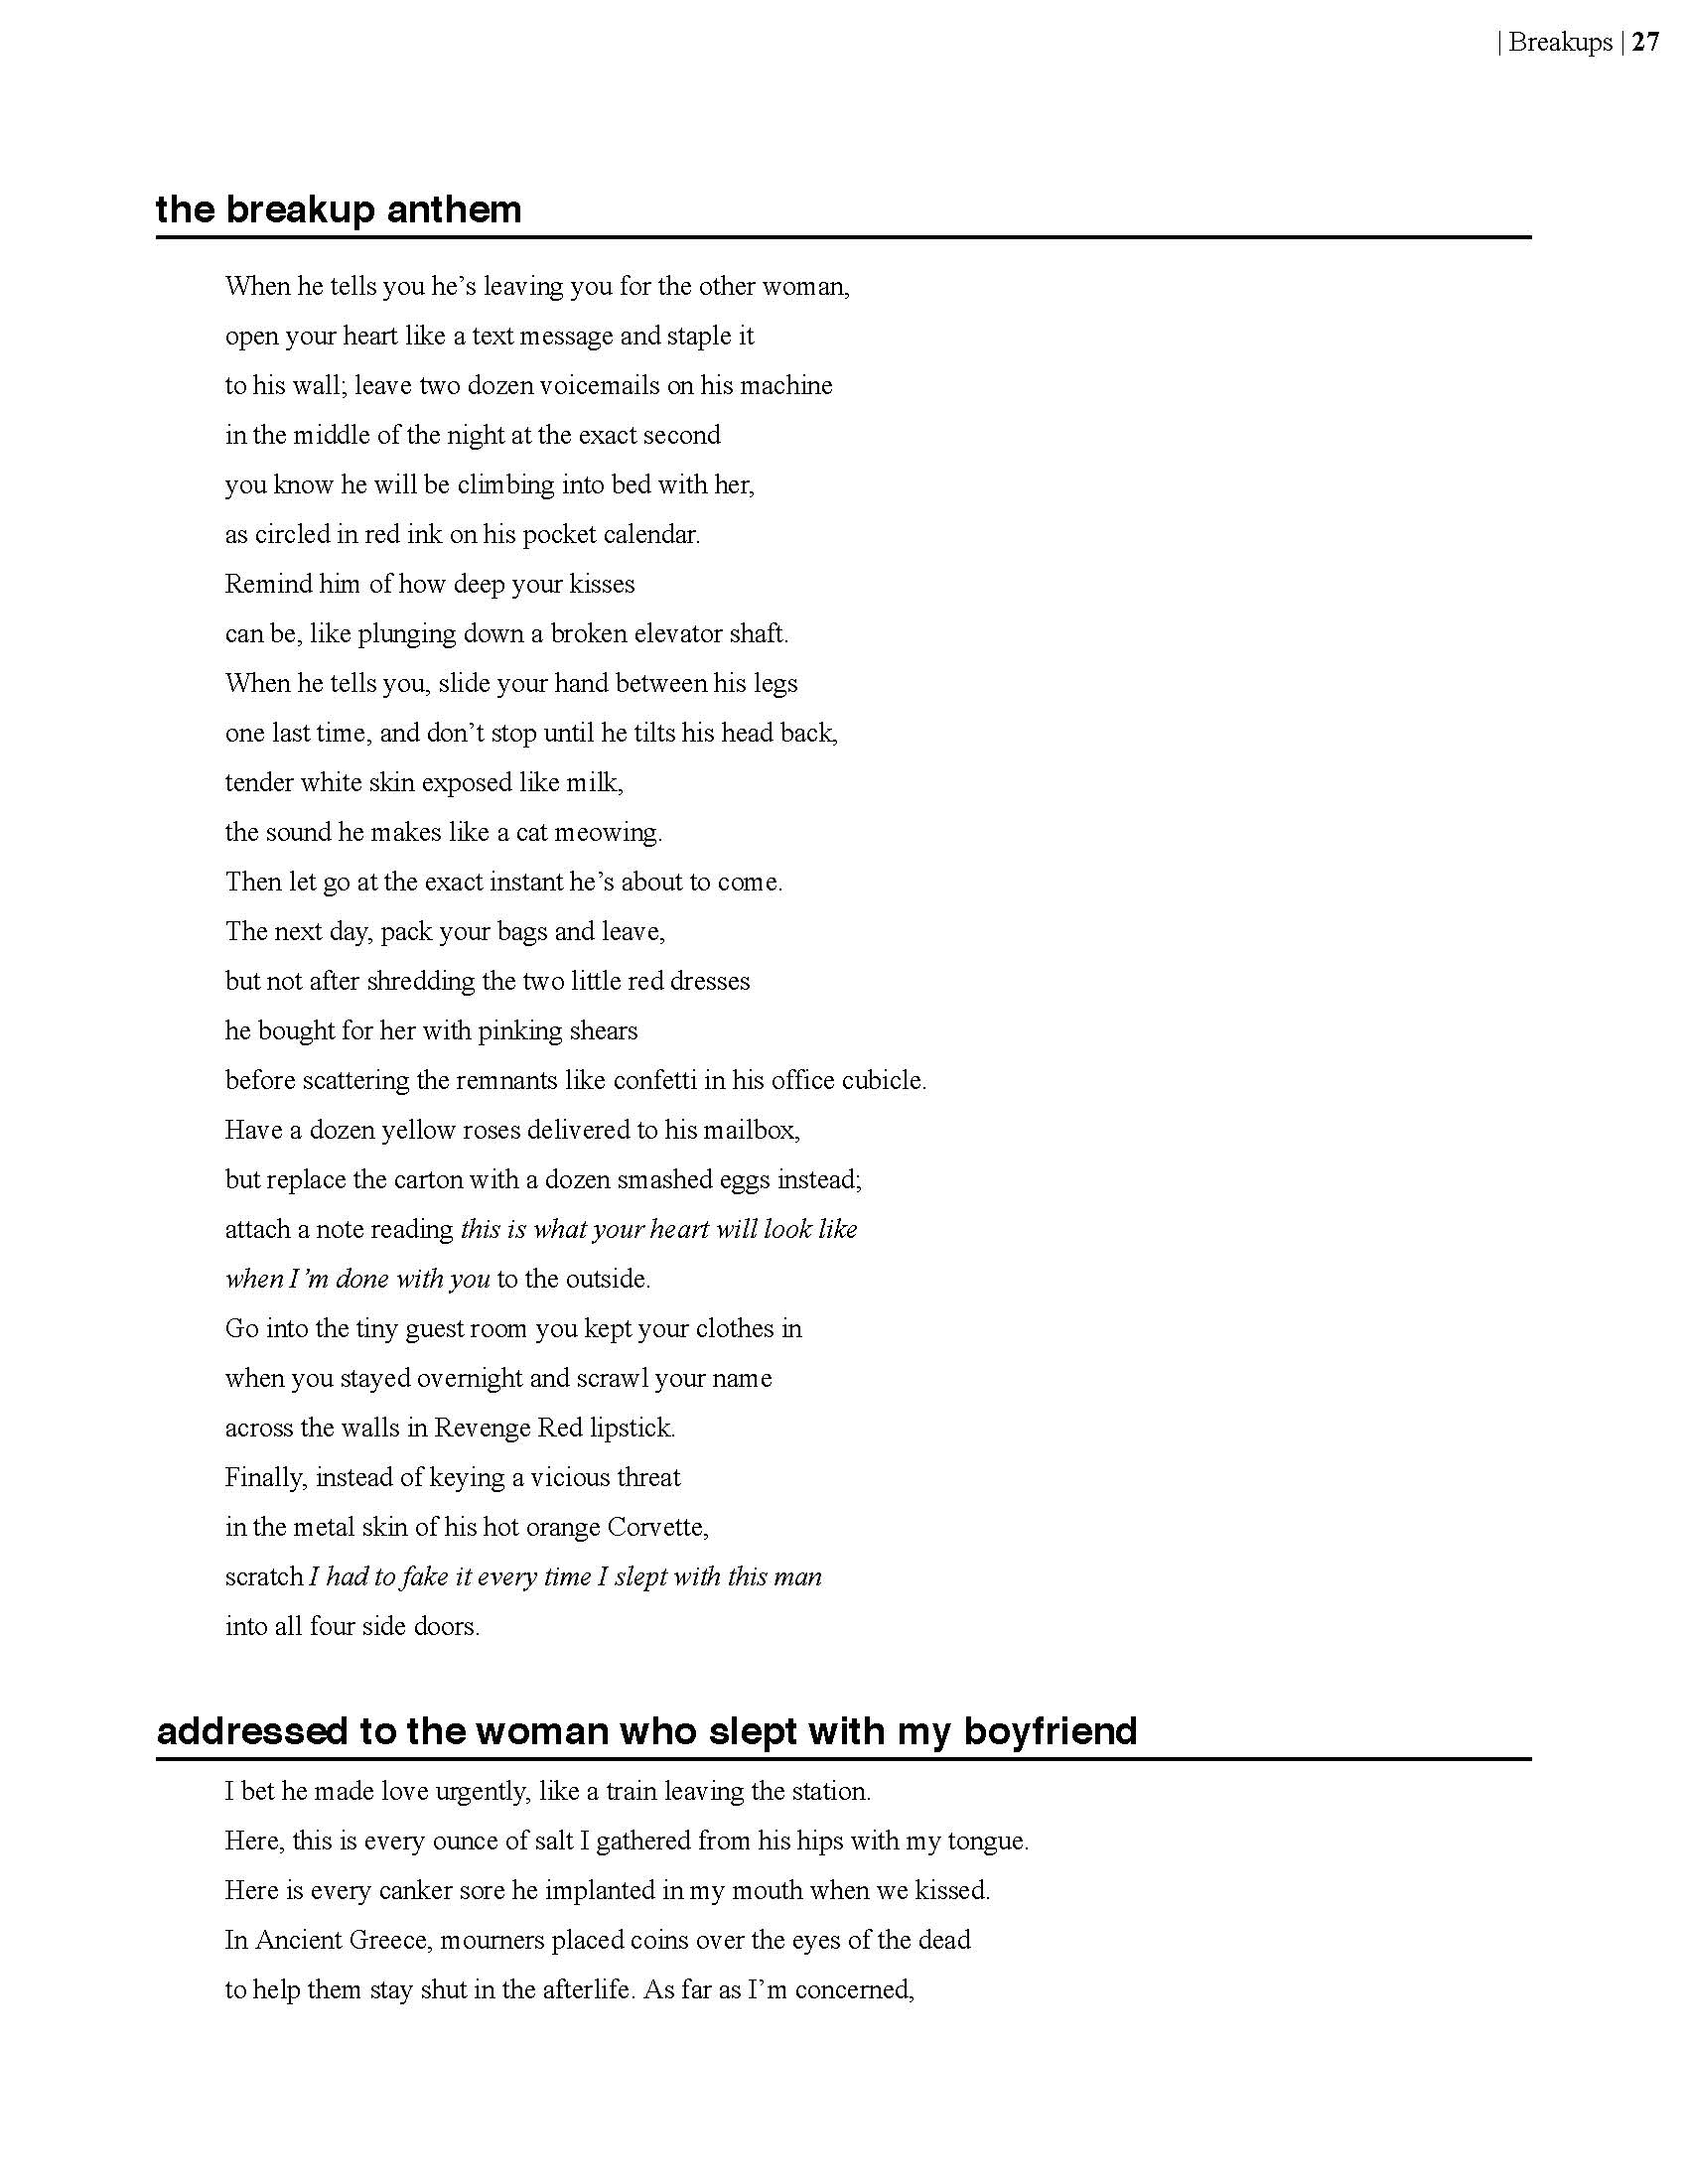 | Breakups | 27
the breakup anthem
When he tells you he’s leaving you for the other woman,
open your heart like a text message and staple it
to his wall; leave two dozen voicemails on his machine
in the middle of the night at the exact second
you know he will be climbing into bed with her,
as circled in red ink on his pocket calendar.
Remind him of how deep your kisses
can be, like plunging down a broken elevator shaft.
When he tells you, slide your hand between his legs
one last time, and don’t stop until he tilts his head back,
tender white skin exposed like milk,
the sound he makes like a cat meowing.
Then let go at the exact instant he’s about to come.
The next day, pack your bags and leave,
but not after shredding the two little red dresses
he bought for her with pinking shears
before scattering the remnants like confetti in his office cubicle.
Have a dozen yellow roses delivered to his mailbox,
but replace the carton with a dozen smashed eggs instead;
attach a note reading this is what your heart will look like
when I’m done with you to the outside.
Go into the tiny guest room you kept your clothes in
when you stayed overnight and scrawl your name
across the walls in Revenge Red lipstick.
Finally, instead of keying a vicious threat
in the metal skin of his hot orange Corvette,
scratch I had to fake it every time I slept with this man
into all four side doors.
addressed to the woman who slept with my boyfriend
I bet he made love urgently, like a train leaving the station.
Here, this is every ounce of salt I gathered from his hips with my tongue.
Here is every canker sore he implanted in my mouth when we kissed.
In Ancient Greece, mourners placed coins over the eyes of the dead
to help them stay shut in the afterlife. As far as I’m concerned,